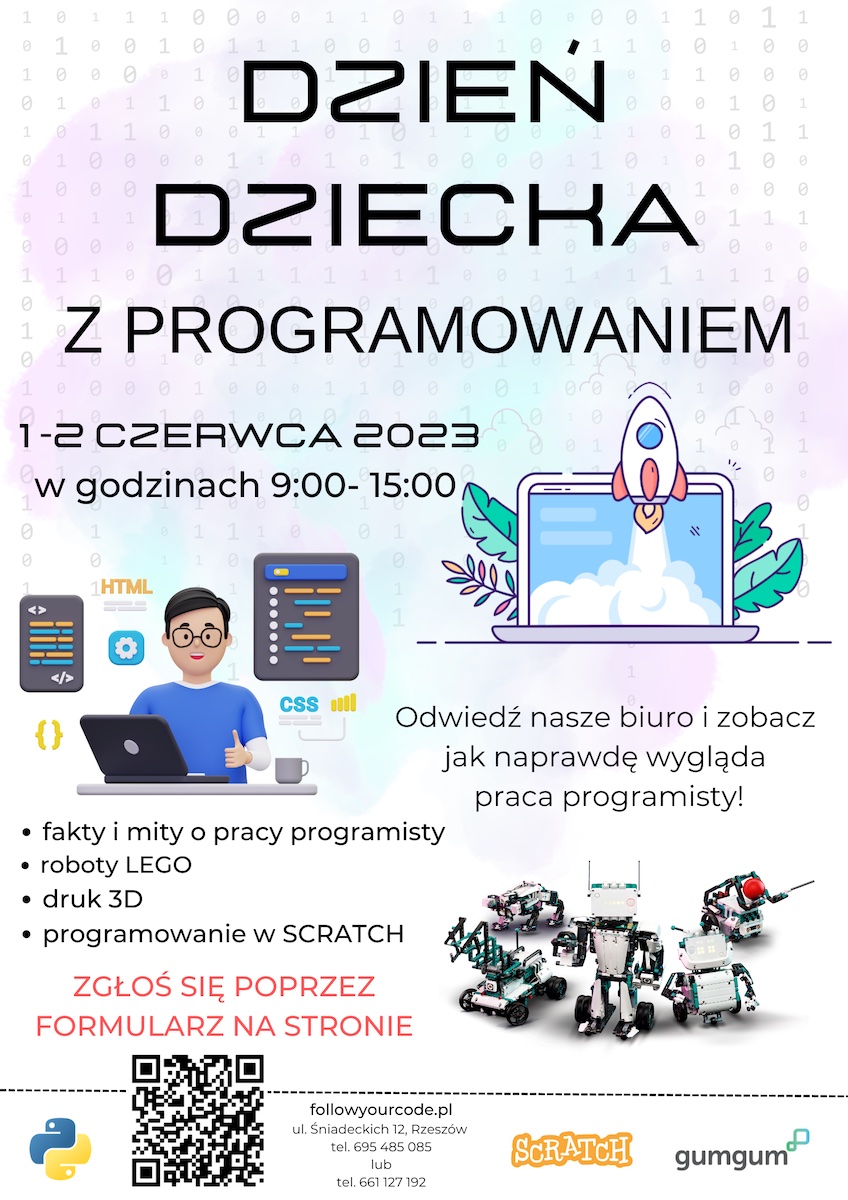 DZIEŃ
DZIECKA
Z PROGRAMOWANIEM
1-2 CZERWCA 2023
w godzinach 9:00- 15:00
HTML
<>
</>
{}
CSS
Odwiedź nasze biuro i zobacz
jak naprawdę wygląda
praca programisty!
• fakty i mity o pracy programisty
• roboty LEGO
• druk 3D
• programowanie w SCRATCH
ZGŁOŚ SIĘ POPRZEZ
FORMULARZ NA STRONIE
followyourcode.pl
ul. Śniadeckich 12, Rzeszów
tel. 695 485 085
lub
tel. 661 127 192
SCRATCH
gumgum